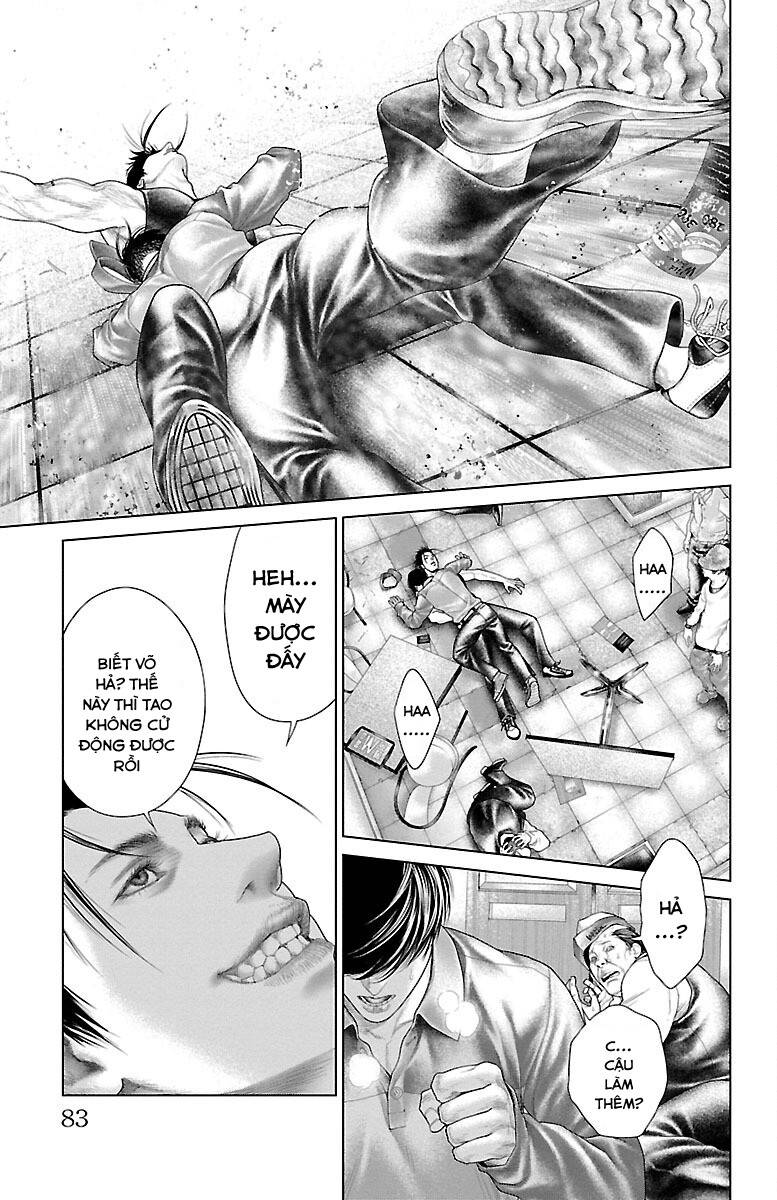 HAA
.....
HAA
.....
HEH...
MÀY
ĐƯỢC
ĐẤY
BIẾT VÕ
HẢ? THẾ
NÀY THÌ TAO
KHÔNG CỬ
ĐỘNG ĐƯỢC
RỒI
HẢ
...?
C...
CẬU
LÀM
THÊM?
83